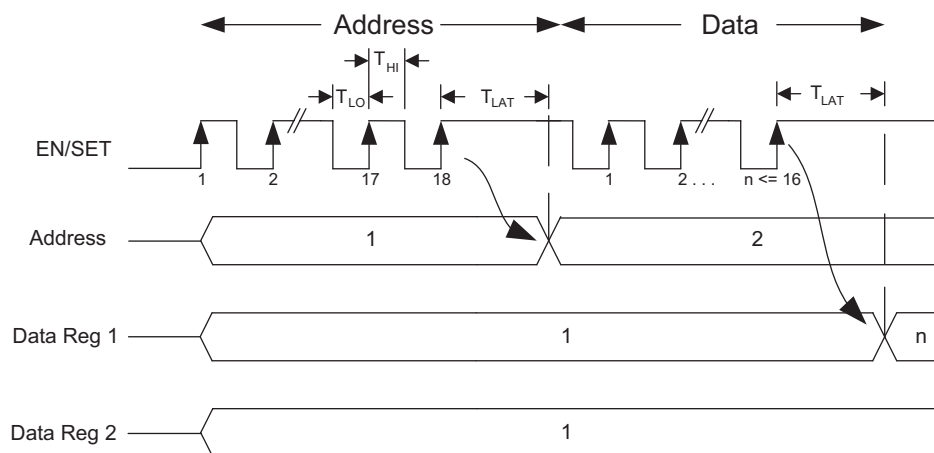 Address Data
T_HI
T_LO T_LAT T_LAT
EN/SET
1 2 17 18 1 2 . . . n <= 16
Address 1 2
Data Reg 1 1 n
Data Reg 2 1